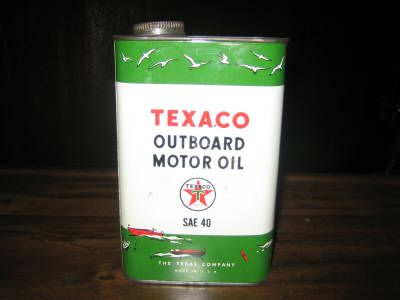 TEXACO
OUTBOARD
MOTOR OIL
TEXACO
T
SAE 40
THE TEXAS COMPANY
MADE IN U.S.A.